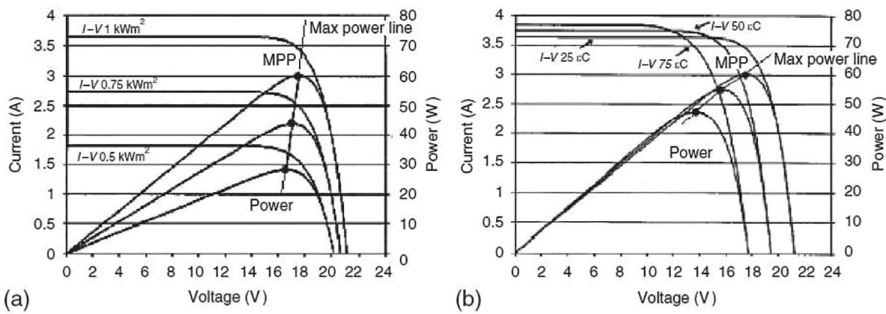 4
3.5
3
2.5
2
1.5
1
0.5
0
Current (A)
0 2 4 6 8 10 12 14 16 18 20 22 24
Voltage (V)
80
70
60
50
40
30
20
10
0
Power (W)
I–V 1 kWm²
I–V 0.75 kWm²
I–V 0.5 kWm²
MPP
Max power line
Power
(a)
4
3.5
3
2.5
2
1.5
1
0.5
0
Current (A)
0 2 4 6 8 10 12 14 16 18 20 22 24
Voltage (V)
80
70
60
50
40
30
20
10
0
Power (W)
I–V 50 εC
I–V 25 εC
I–V 75 εC
MPP
Max power line
Power
(b)